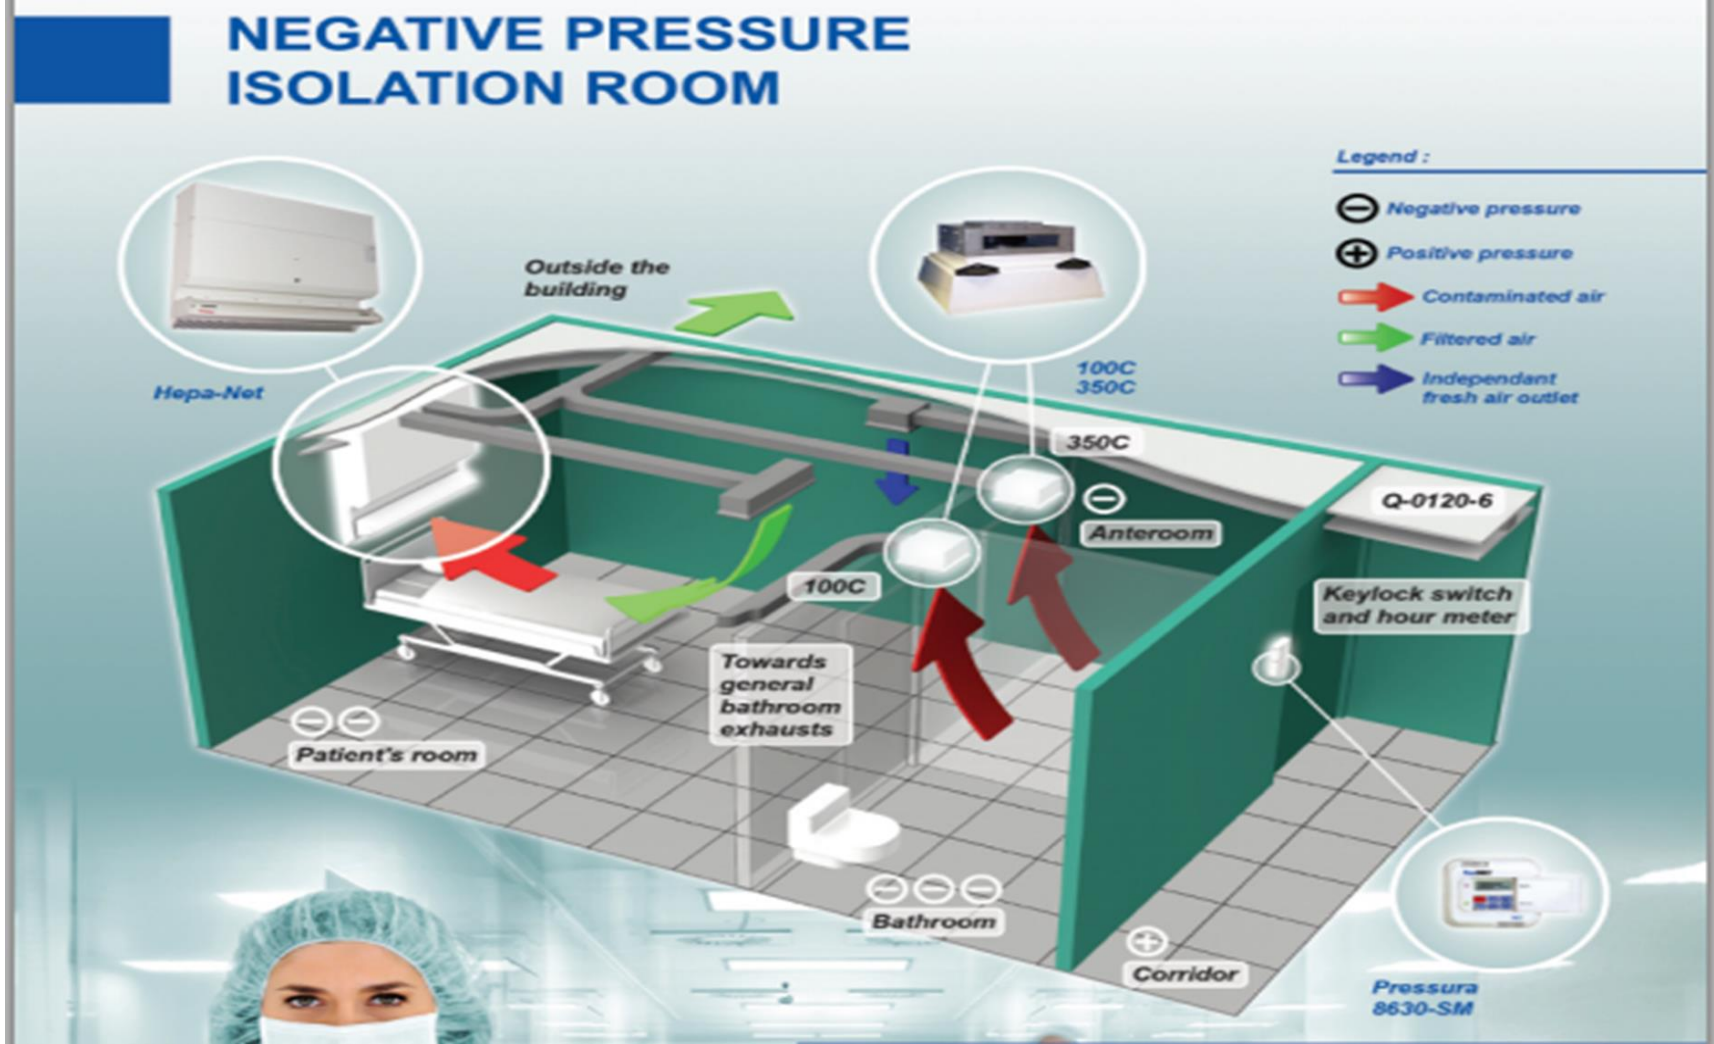 NEGATIVE PRESSURE
ISOLATION ROOM
Legend :
Negative pressure
Positive pressure
Contaminated air
Filtered air
Independant
fresh air outlet
Outside the
building
Hepa-Net
100C
350C
350C
Q-0120-6
Anteroom
100C
Keylock switch
and hour meter
Towards
general
bathroom
exhausts
Patient's room
Bathroom
Corridor
Pressura
8630-SM